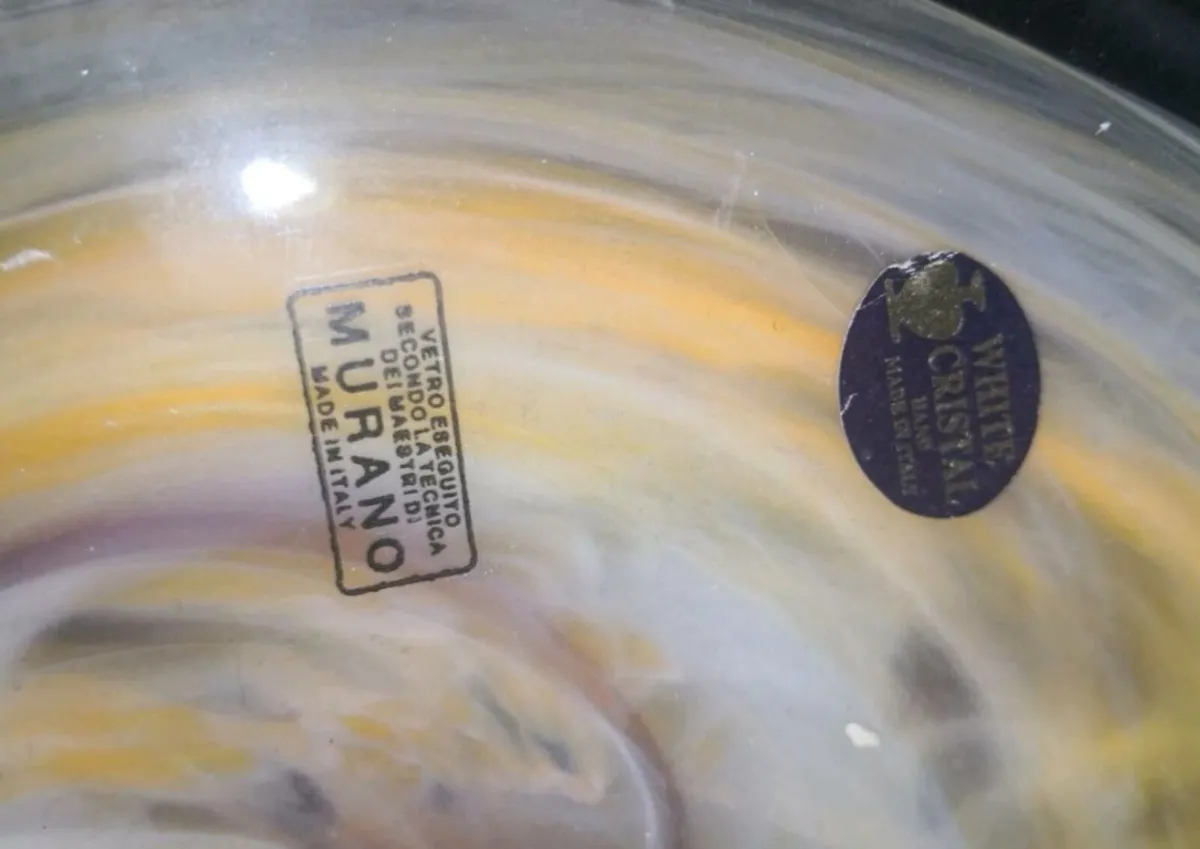 VETRO ESEGUITO
SECONDO LA TECNICA
DEI MAESTRI DI
MURANO
MADE IN ITALY
WHITE
CRISTAL
MADE IN ITALY